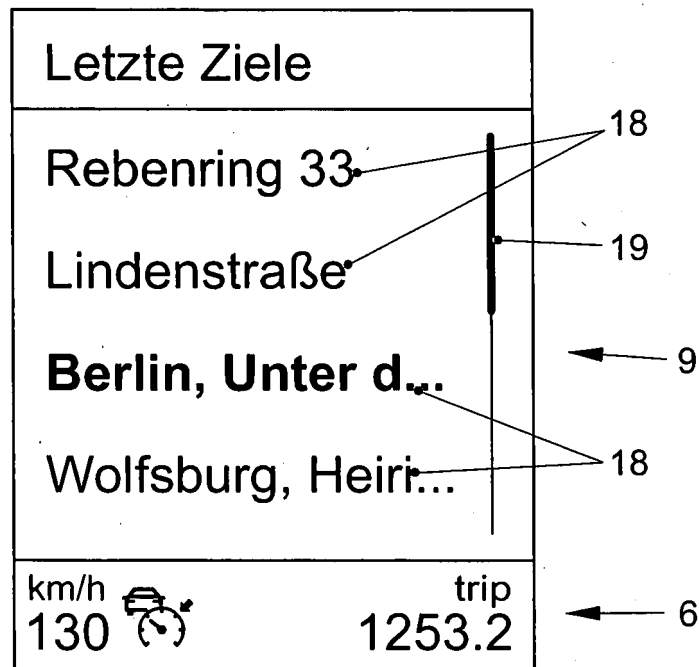 Letzte Ziele
18
Rebenring 33
19
Lindenstraße
9
Berlin, Unter d...
18
Wolfsburg, Heiri...
km/h trip
130 1253.2
6